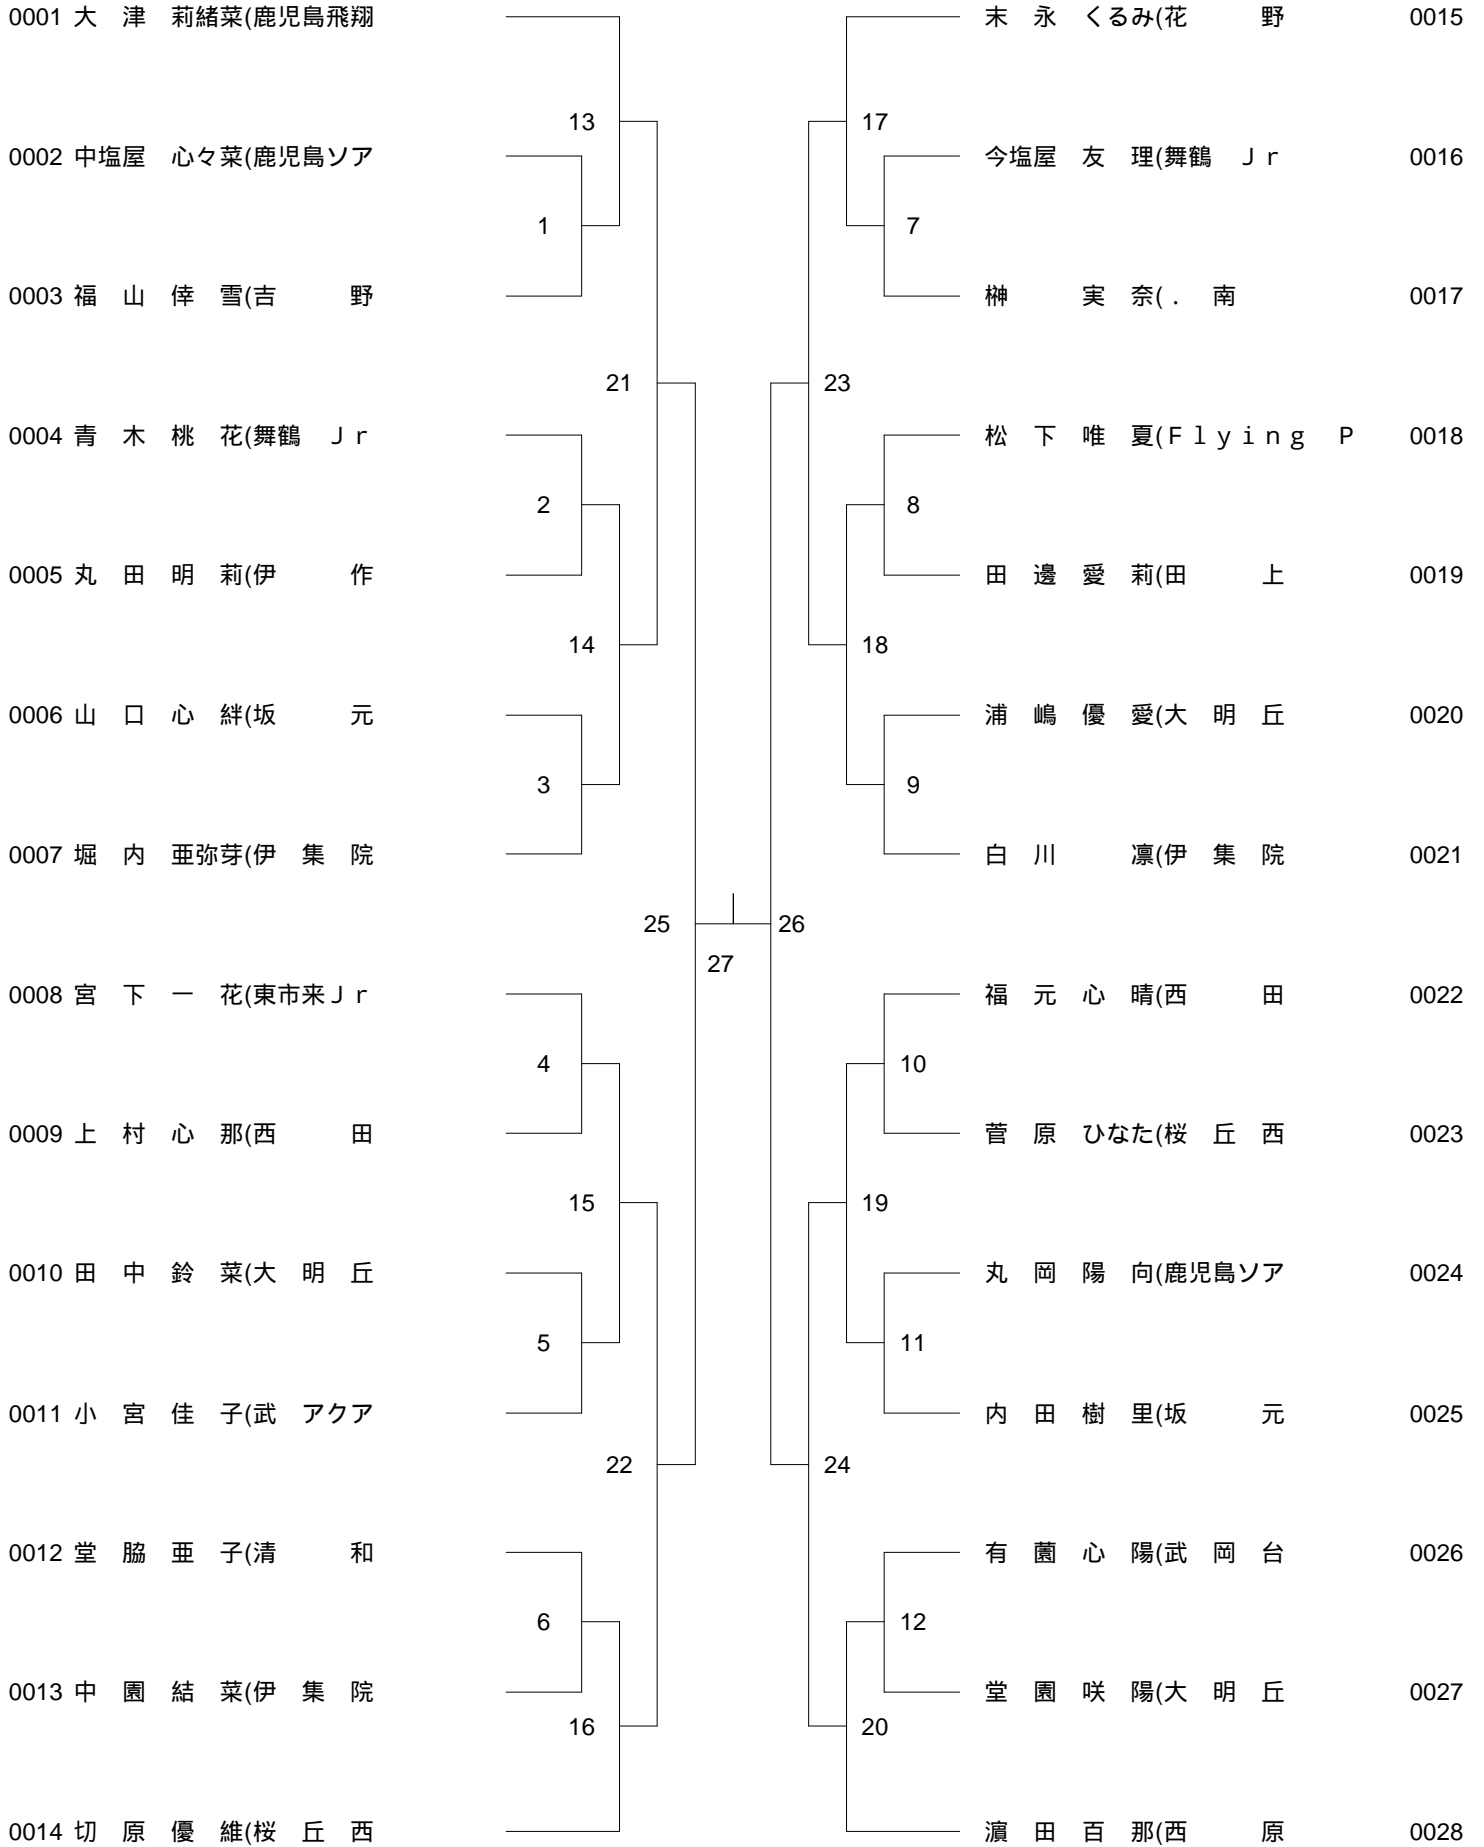 0001 大　津　莉緒菜(鹿児島飛翔
13
0002 中塩屋　心々菜(鹿児島ソア
1
0003 福　山　倖　雪(吉　　　野
21
0004 青　木　桃　花(舞鶴　Ｊｒ
2
0005 丸　田　明　莉(伊　　　作
14
0006 山　口　心　絆(坂　　　元
3
0007 堀　内　亜弥芽(伊　集　院
25
27
0008 宮　下　一　花(東市来Ｊｒ
4
0009 上　村　心　那(西　　　田
15
0010 田　中　鈴　菜(大　明　丘
5
0011 小　宮　佳　子(武　アクア
22
0012 堂　脇　亜　子(清　　　和
6
0013 中　園　結　菜(伊　集　院
16
0014 切　原　優　維(桜　丘　西
末　永　くるみ(花　　　野 0015
17
今塩屋　友　理(舞鶴　Ｊｒ 0016
7
榊　　　実　奈(．　南 0017
23
松　下　唯　夏(Ｆｌｙｉｎｇ　Ｐ 0018
8
田　邊　愛　莉(田　　　上 0019
18
浦　嶋　優　愛(大　明　丘 0020
9
白　川　　　凛(伊　集　院 0021
26
福　元　心　晴(西　　　田 0022
10
菅　原　ひなた(桜　丘　西 0023
19
丸　岡　陽　向(鹿児島ソア 0024
11
内　田　樹　里(坂　　　元 0025
24
有　薗　心　陽(武　岡　台 0026
12
堂　園　咲　陽(大　明　丘 0027
20
濵　田　百　那(西　　　原 0028